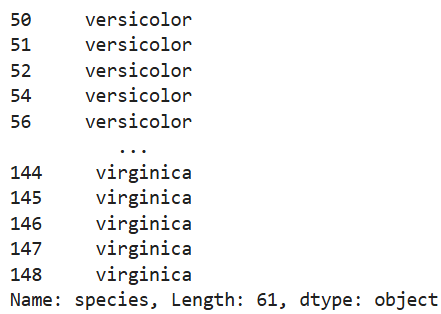 50 versicolor
51 versicolor
52 versicolor
54 versicolor
56 versicolor
...
144 virginica
145 virginica
146 virginica
147 virginica
148 virginica
Name: species, Length: 61, dtype: object